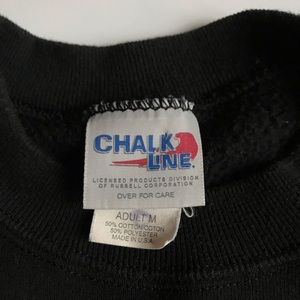 CHALK
LINE.
LICENSED PRODUCTS DIVISION
OF RUSSELL CORPORATION
OVER FOR CARE
ADULT M
50% COTTON/COTON
50% POLYESTER
MADE IN U.S.A.